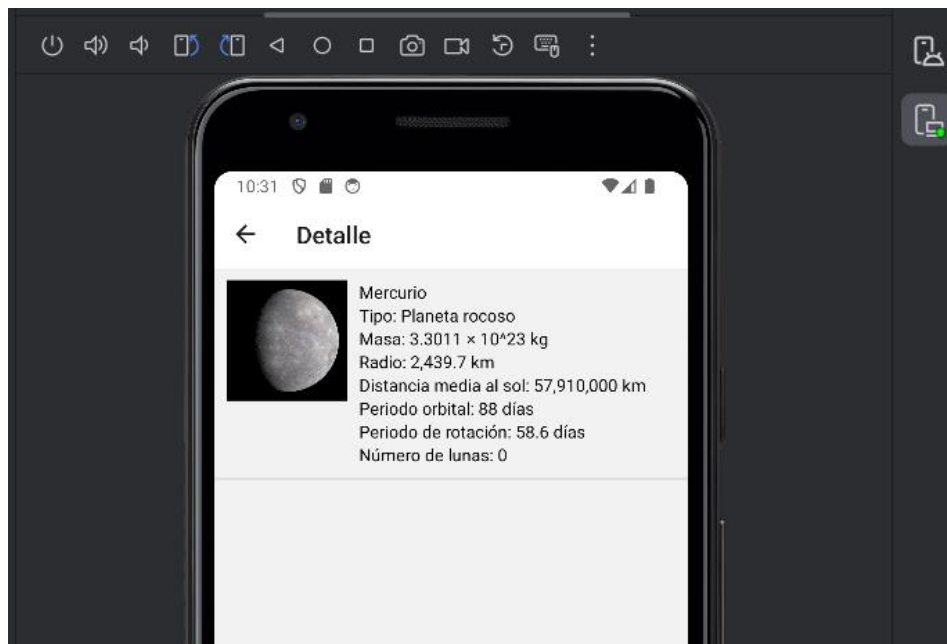 10:31
Detalle
Mercurio
Tipo: Planeta rocoso
Masa: 3.3011 × 10^23 kg
Radio: 2,439.7 km
Distancia media al sol: 57,910,000 km
Periodo orbital: 88 días
Periodo de rotación: 58.6 días
Número de lunas: 0